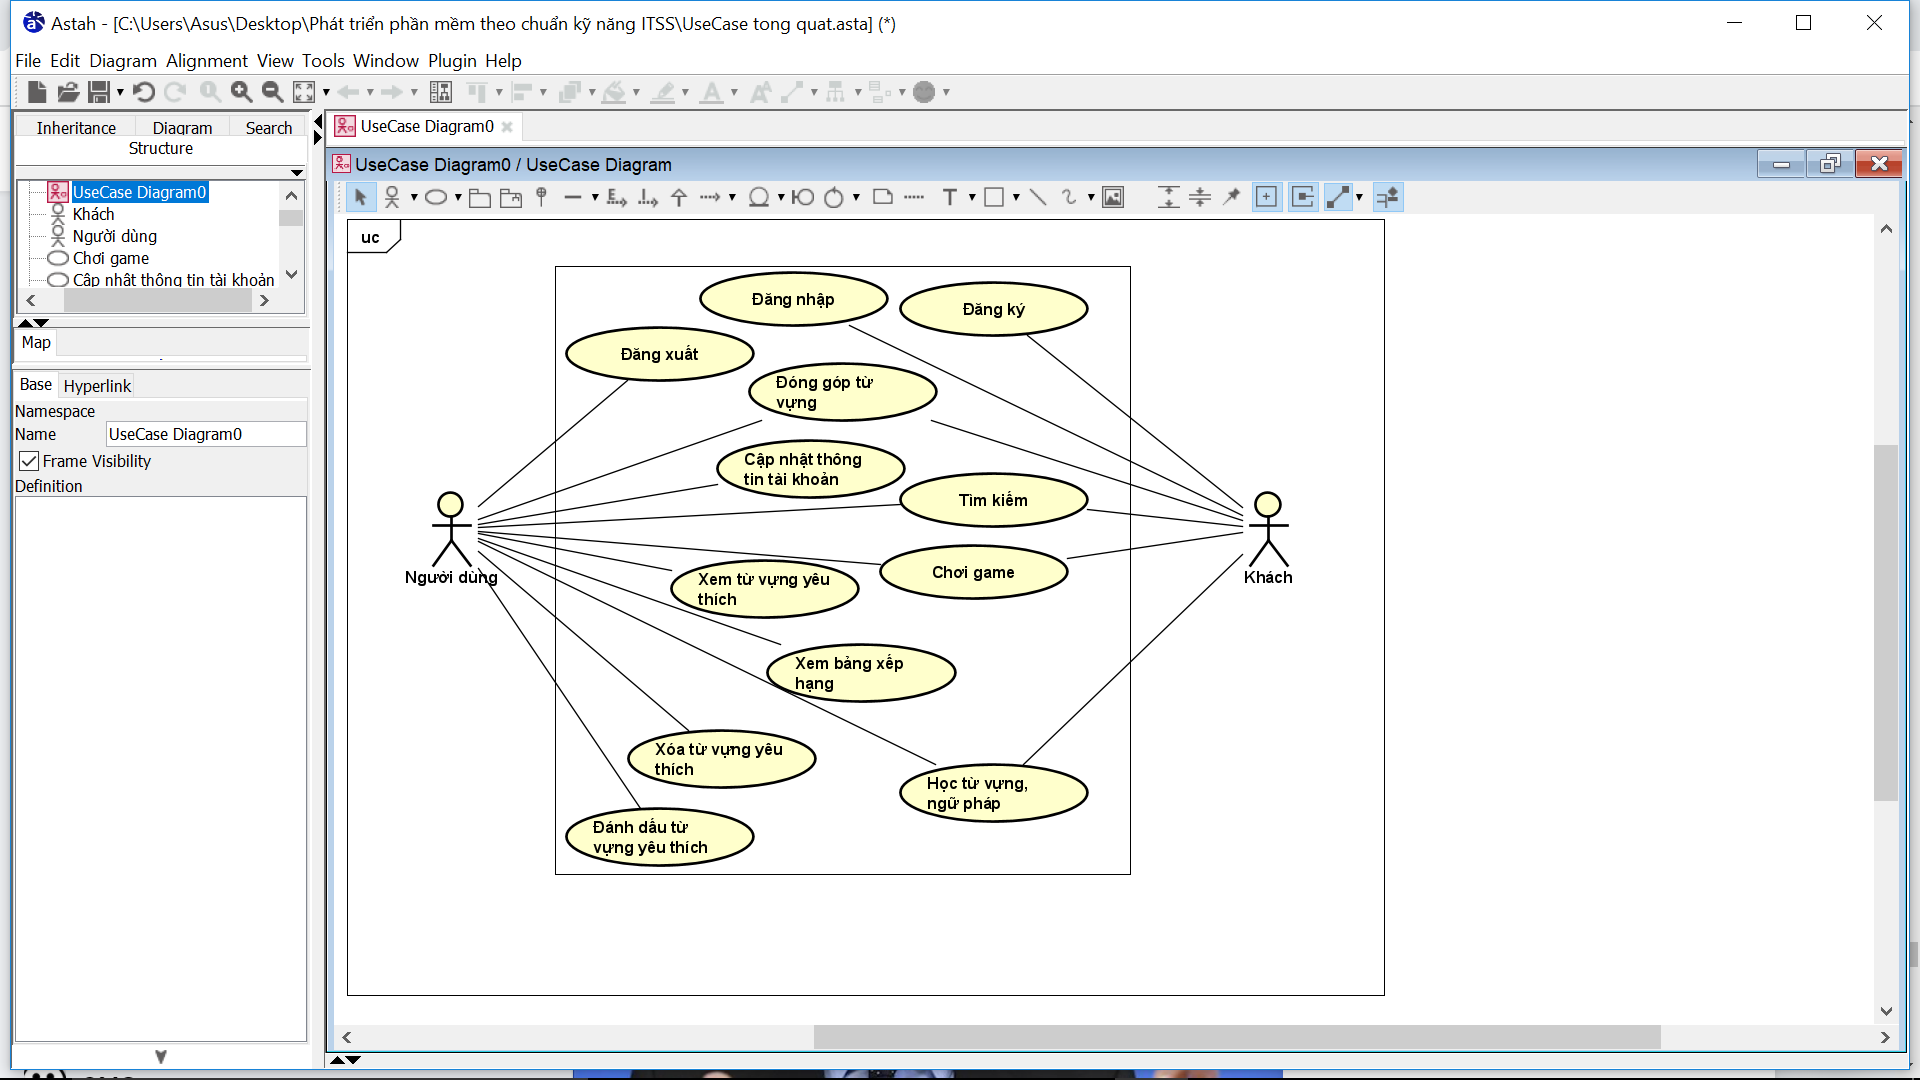 Astah - [C:\Users\Asus\Desktop\Phát triển phần mềm theo chuẩn kỹ năng ITSS\UseCase tong quat.asta] (*)
File Edit Diagram Alignment View Tools Window Plugin Help
Inheritance Diagram Search
Structure
UseCase Diagram0
Khách
Người dùng
Chơi game
Cập nhật thông tin tài khoản
Map
Base Hyperlink
Namespace
Name UseCase Diagram0
Frame Visibility
Definition
UseCase Diagram0
UseCase Diagram0 / UseCase Diagram
uc
Đăng nhập
Đăng ký
Đăng xuất
Đóng góp từ
vựng
Cập nhật thông
tin tài khoản
Tìm kiếm
Chơi game
Người dùng
Khách
Xem từ vựng yêu
thích
Xem bảng xếp
hạng
Xóa từ vựng yêu
thích
Học từ vựng,
ngữ pháp
Đánh dấu từ
vựng yêu thích